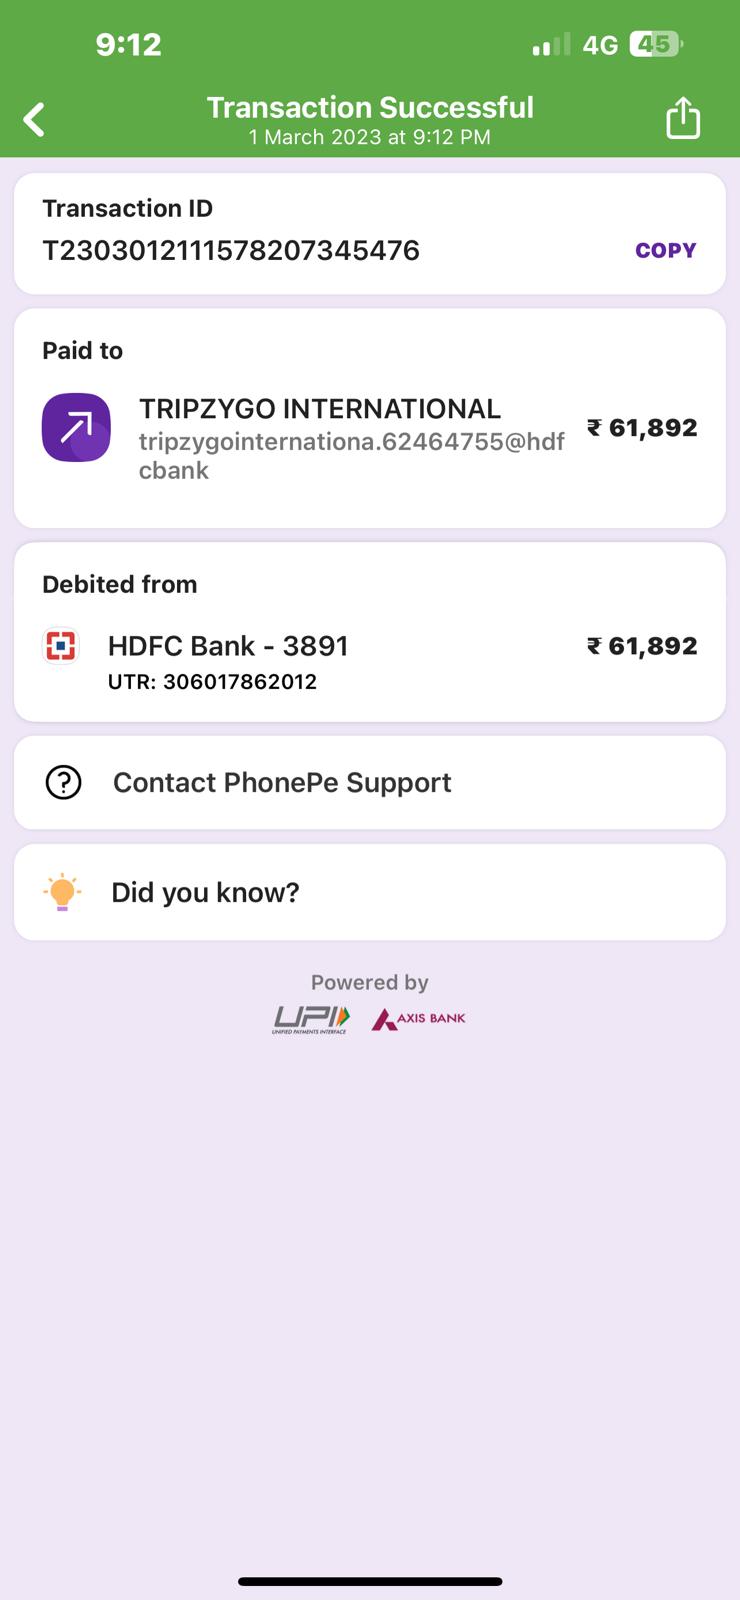 9:12
4G 45
Transaction Successful
1 March 2023 at 9:12 PM
Transaction ID
T2303012111578207345476
COPY
Paid to
TRIPZYGO INTERNATIONAL
tripzygointernationa.62464755@hdf
cbank
₹ 61,892
Debited from
HDFC Bank - 3891
₹ 61,892
UTR: 306017862012
Contact PhonePe Support
Did you know?
Powered by
UPI
UNIFIED PAYMENTS INTERFACE
AXIS BANK